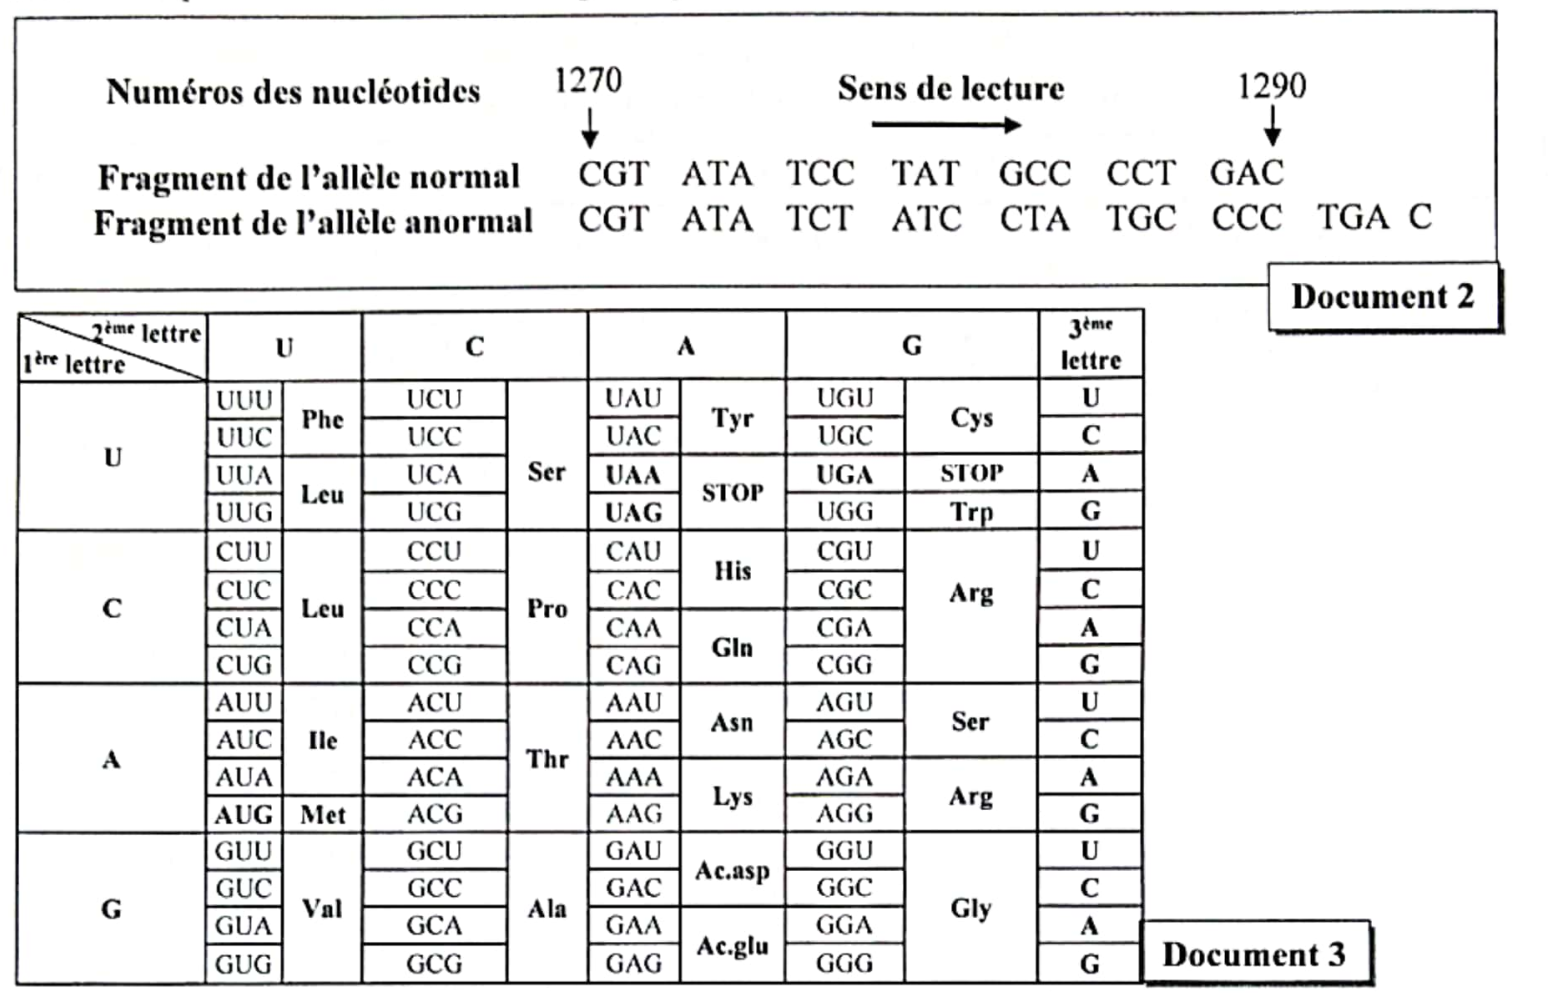 Numéros des nucléotides 1270 Sens de lecture 1290
Fragment de l'allèle normal CGT ATA TCC TAT GCC CCT GAC
Fragment de l'allèle anormal CGT ATA TCT ATC CTA TGC CCC TGA C
Document 2
2ème lettre U C A G 3ème lettre
1ère lettre
U UUU Phe UCU Ser UAU Tyr UGU Cys U
UUC UCC UAC UGC C
UUA Leu UCA UAA STOP UGA STOP A
UUG UCG UAG UGG Trp G
C CUU Leu CCU Pro CAU His CGU Arg U
CUC CCC CAC CGC C
CUA CCA CAA Gln CGA A
CUG CCG CAG CGG G
A AUU Ile ACU Thr AAU Asn AGU Ser U
AUC ACC AAC AGC C
AUA ACA AAA Lys AGA Arg A
AUG Met ACG AAG AGG G
G GUU Val GCU Ala GAU Ac.asp GGU Gly U
GUC GCC GAC GGC C
GUA GCA GAA Ac.glu GGA A
GUG GCG GAG GGG G
Document 3